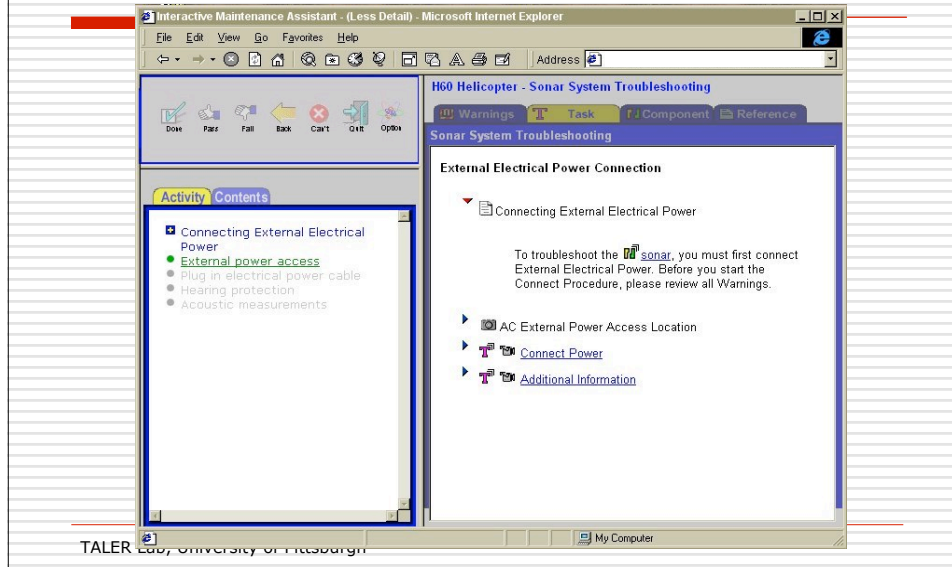 Interactive Maintenance Assistant - (Less Detail) - Microsoft Internet Explorer
File Edit View Go Favorites Help
Address
Done Pass Fail Back Can't Quit Option
Activity Contents
Connecting External Electrical
Power
External power access
Plug in electrical power cable
Hearing protection
Acoustic measurements
H60 Helicopter - Sonar System Troubleshooting
Warnings Task Component Reference
Sonar System Troubleshooting
External Electrical Power Connection
Connecting External Electrical Power
To troubleshoot the sonar, you must first connect
External Electrical Power. Before you start the
Connect Procedure, please review all Warnings.
AC External Power Access Location
Connect Power
Additional Information
My Computer
TALER Lab, University of Pittsburgh